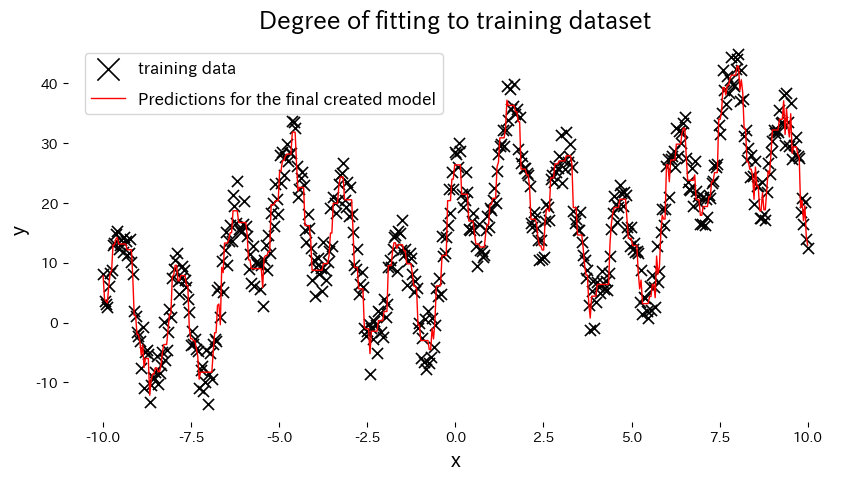 Degree of fitting to training dataset
training data
Predictions for the final created model
y
40
30
20
10
0
-10
-10.0 -7.5 -5.0 -2.5 0.0 2.5 5.0 7.5 10.0
x